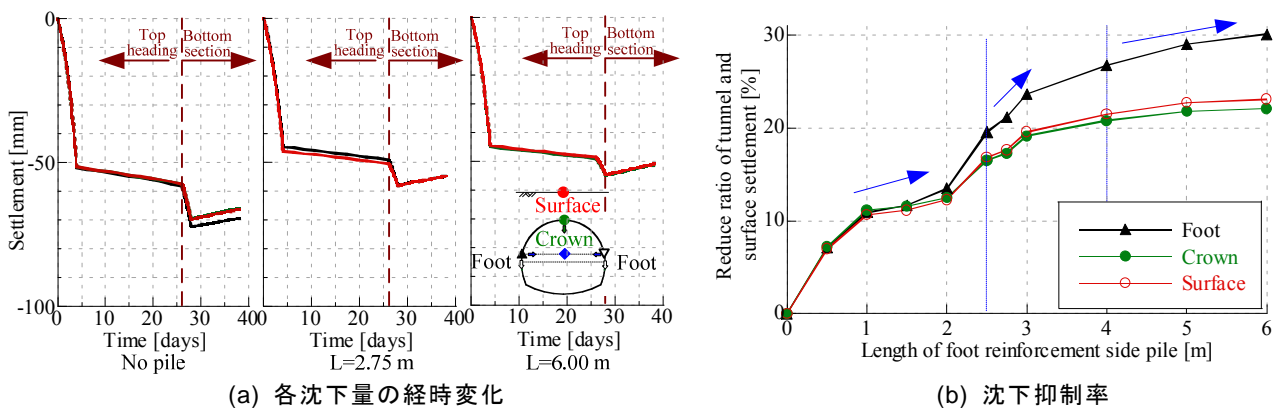 0
-50
-100
Settlement [mm]
Top heading
Bottom section
0 10 20 30 40
Time [days]
No pile
Top heading
Bottom section
0 10 20 30 40
Time [days]
L=2.75 m
Top heading
Bottom section
Surface
Crown
Foot
Foot
0 10 20 30 40
Time [days]
L=6.00 m
(a) 各沈下量の経時変化
Reduce ratio of tunnel and
surface settlement [%]
30
20
10
0
Foot
Crown
Surface
0 1 2 3 4 5 6
Length of foot reinforcement side pile [m]
(b) 沈下抑制率